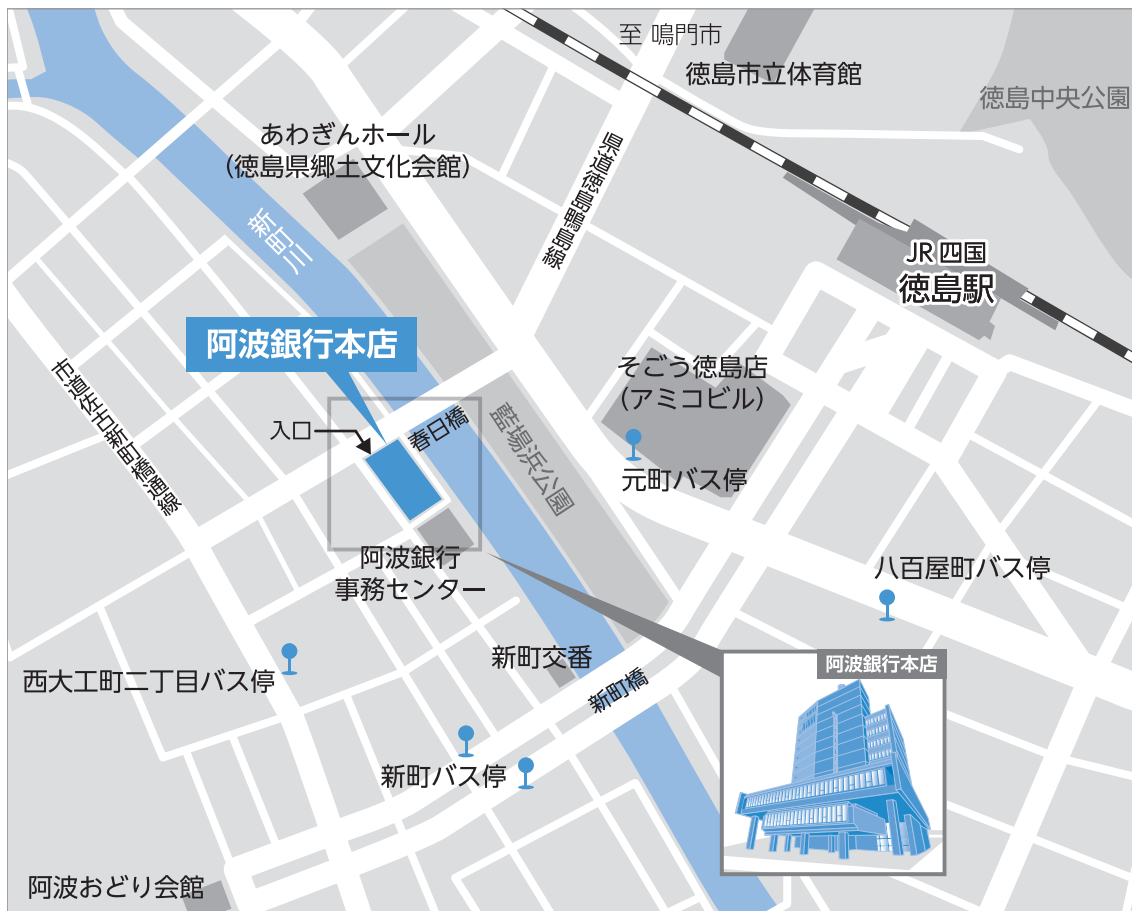 至 鳴門市
徳島市立体育館
徳島中央公園
あわぎんホール
(徳島県郷土文化会館)
県道徳島鴨島線
新町川
JR 四国
徳島駅
阿波銀行本店
そごう徳島店
(アミコビル)
市道佐古新町橋通線
入口
春日橋
藍場浜公園
元町バス停
阿波銀行
事務センター
八百屋町バス停
新町交番
阿波銀行本店
西大工町二丁目バス停
新町橋
新町バス停
阿波おどり会館